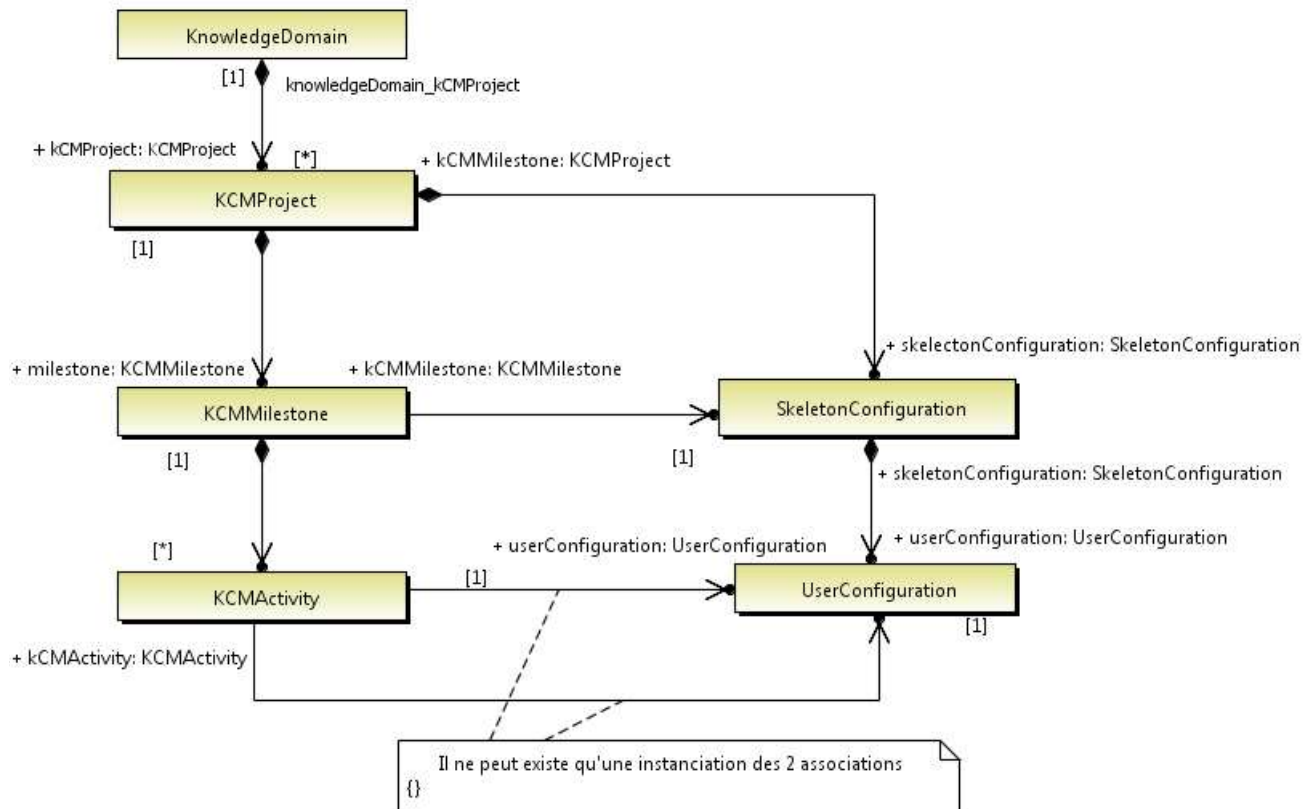 KnowledgeDomain
[1]
knowledgeDomain_kCMProject
+ kCMProject: KCMProject
[*]
+ kCMMilestone: KCMProject
KCMProject
[1]
+ skelectonConfiguration: SkeletonConfiguration
+ milestone: KCMMilestone
+ kCMMilestone: KCMMilestone
KCMMilestone
SkeletonConfiguration
[1]
[1]
+ skeletonConfiguration: SkeletonConfiguration
[*]
+ userConfiguration: UserConfiguration
+ userConfiguration: UserConfiguration
KCMActivity
[1]
UserConfiguration
[1]
+ kCMActivity: KCMActivity
Il ne peut existe qu'une instanciation des 2 associations
{}